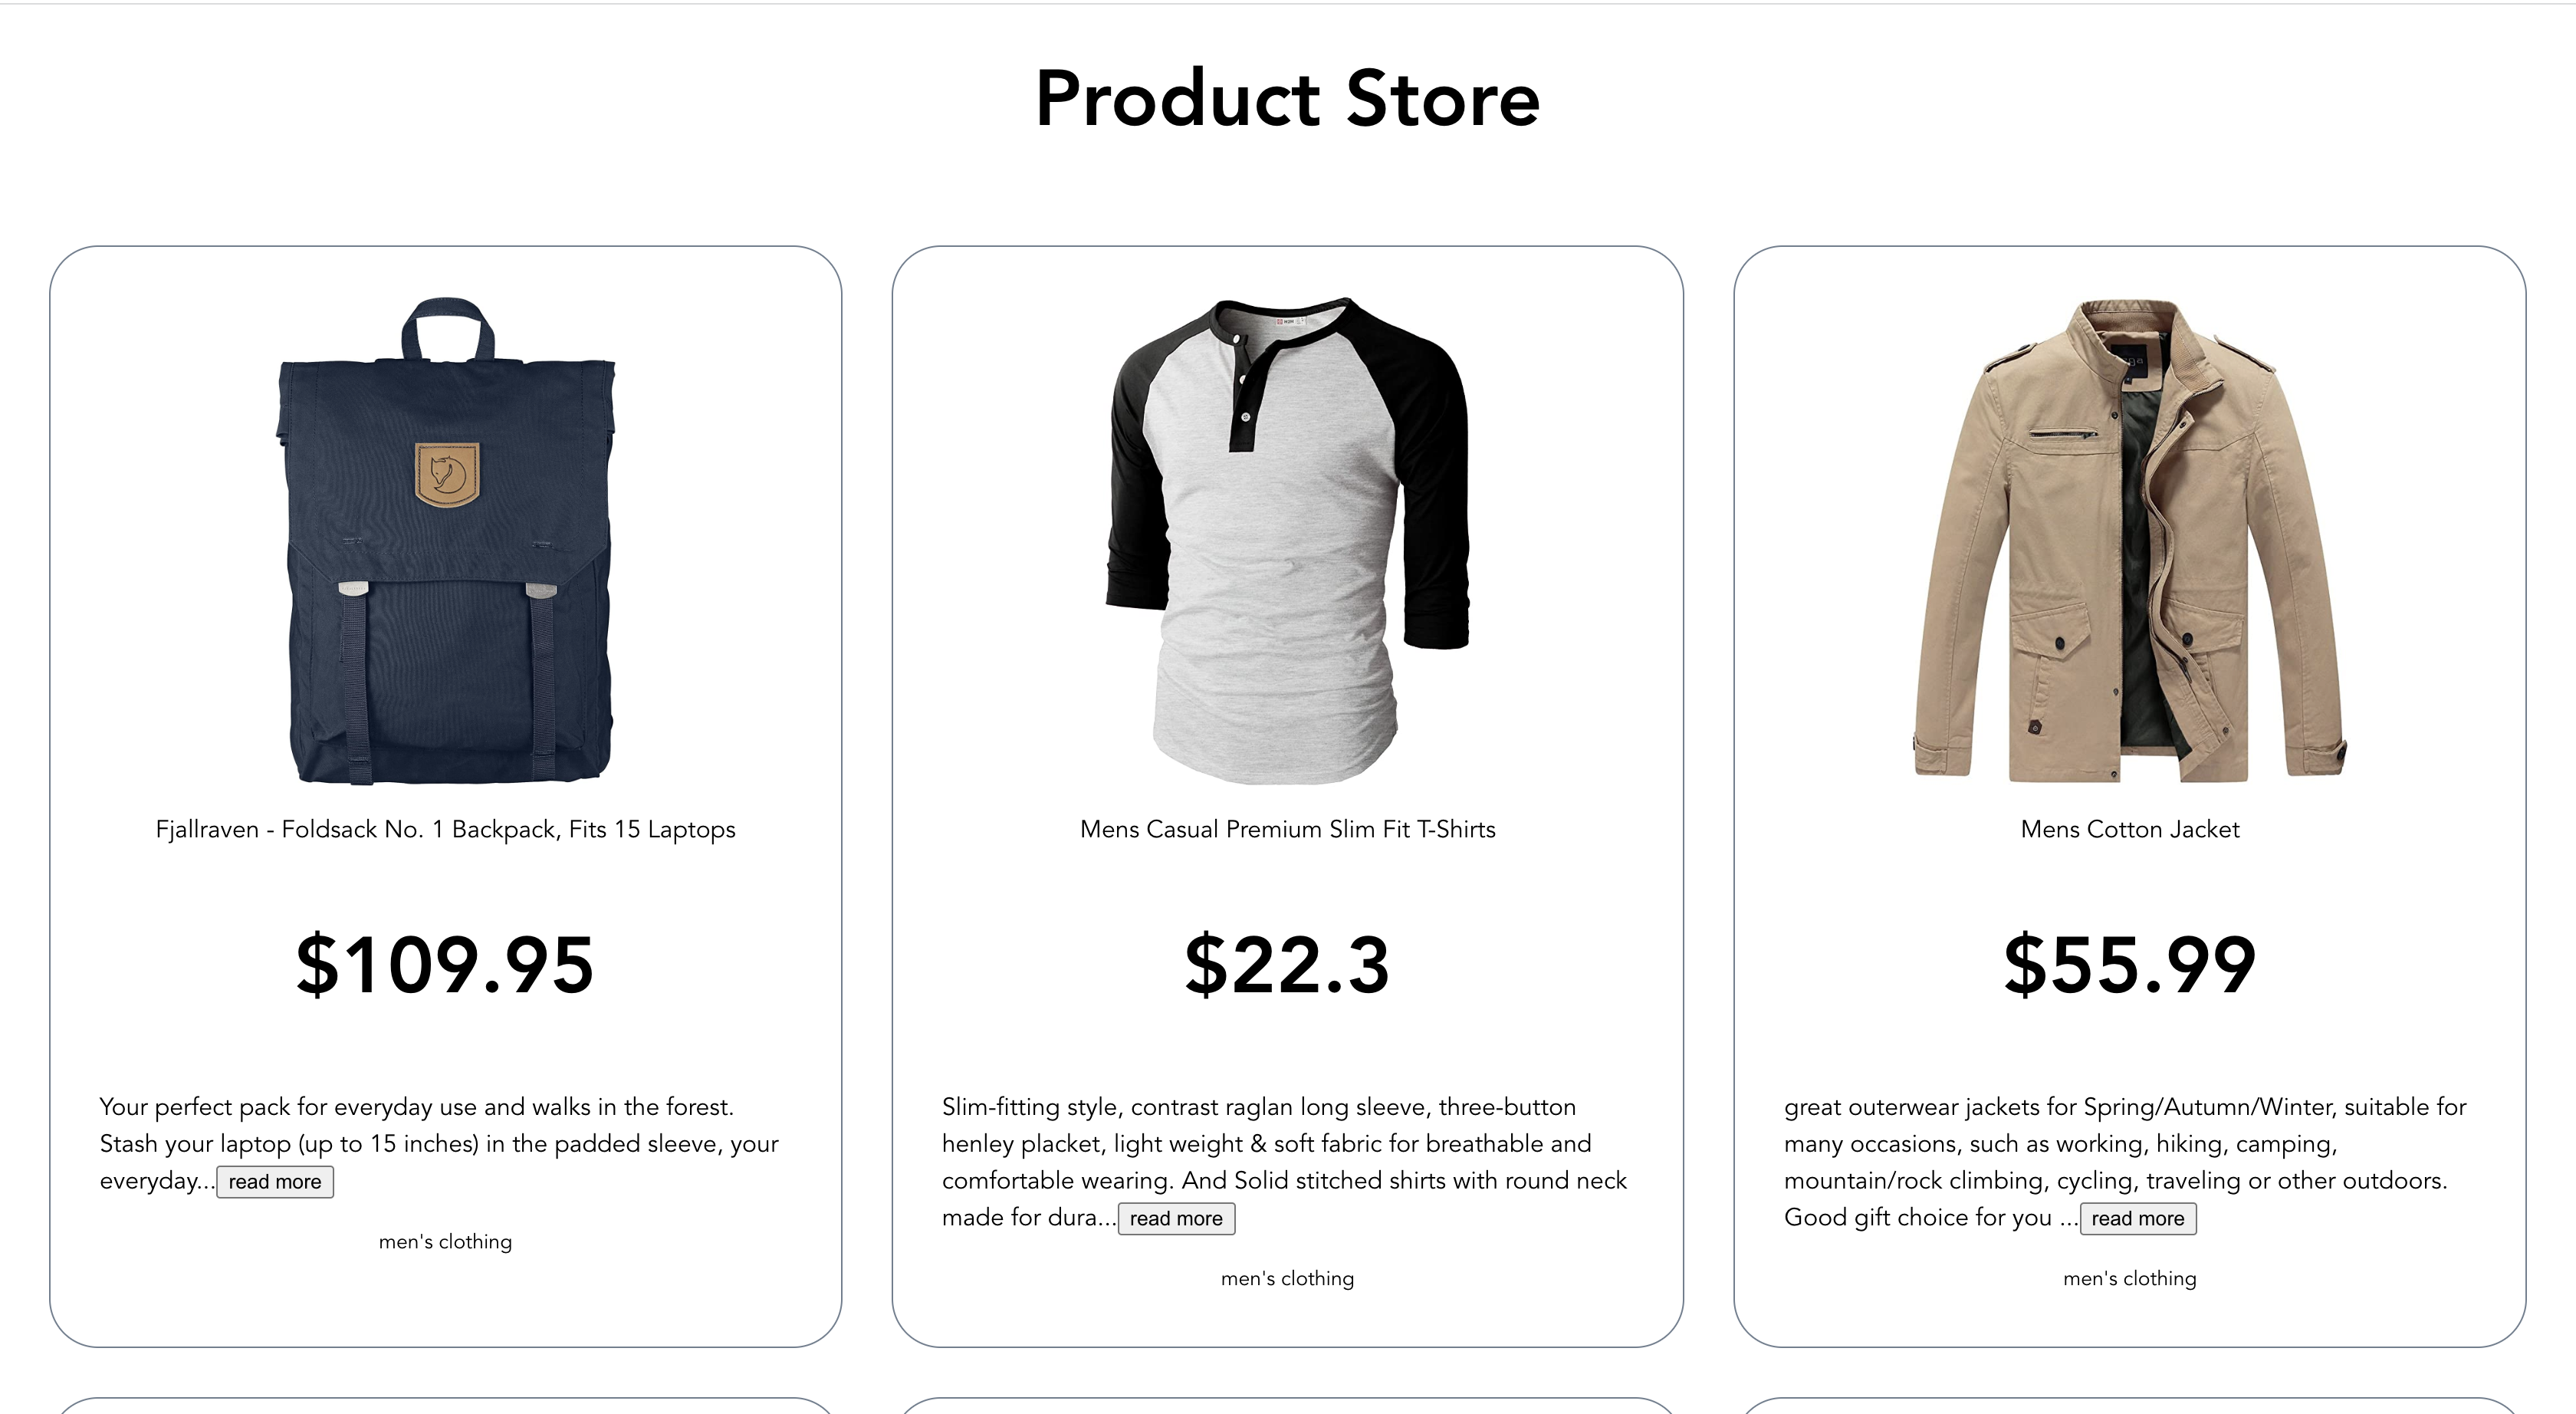 Product Store
Fjallraven - Foldsack No. 1 Backpack, Fits 15 Laptops
$109.95
Your perfect pack for everyday use and walks in the forest.
Stash your laptop (up to 15 inches) in the padded sleeve, your
everyday...read more
men's clothing
Mens Casual Premium Slim Fit T-Shirts
$22.3
Slim-fitting style, contrast raglan long sleeve, three-button
henley placket, light weight & soft fabric for breathable and
comfortable wearing. And Solid stitched shirts with round neck
made for dura...read more
men's clothing
Mens Cotton Jacket
$55.99
great outerwear jackets for Spring/Autumn/Winter, suitable for
many occasions, such as working, hiking, camping,
mountain/rock climbing, cycling, traveling or other outdoors.
Good gift choice for you ...read more
men's clothing